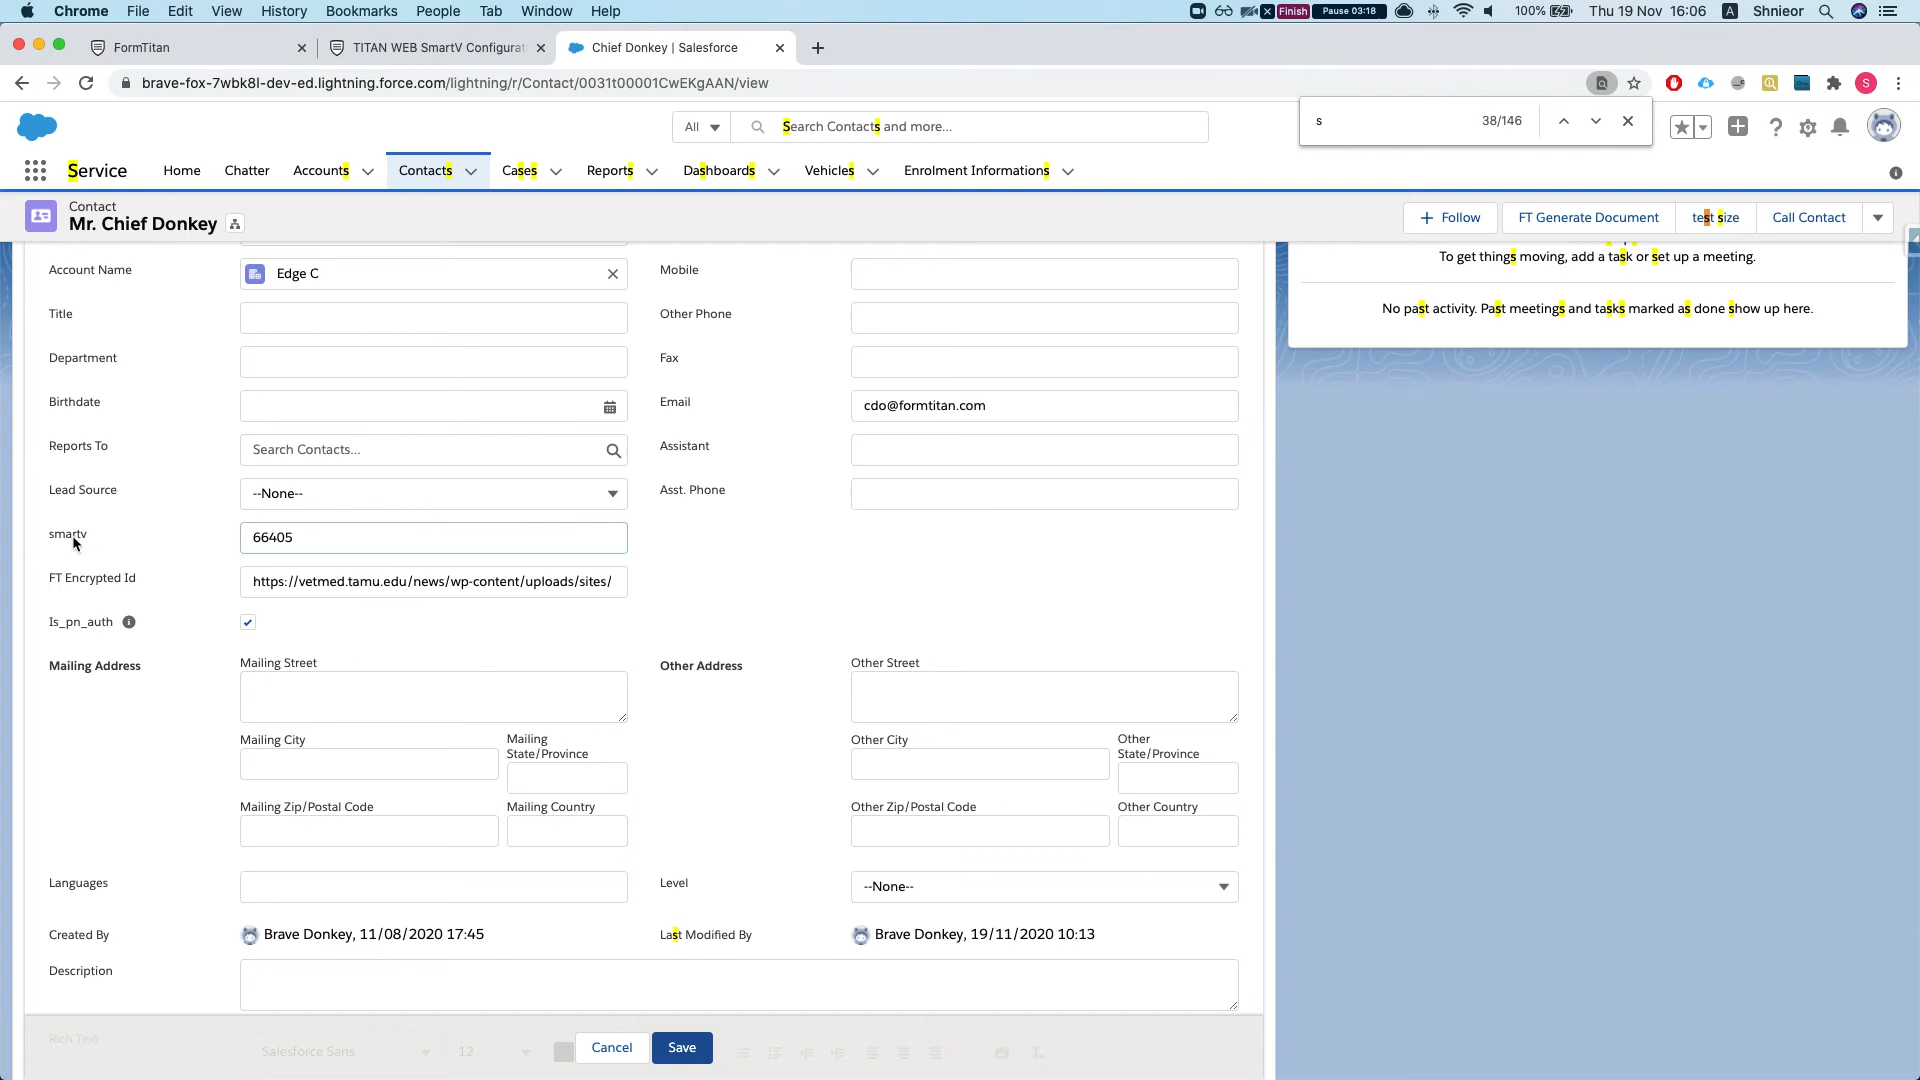 Chrome File Edit View History Bookmarks People Tab Window Help
Finish Pause 03:18 100% Thu 19 Nov 16:06 A Shnieor
FormTitan
TITAN WEB SmartV Configurat
Chief Donkey | Salesforce
brave-fox-7wbk8l-dev-ed.lightning.force.com/lightning/r/Contact/0031t00001CwEKgAAN/view
S
s 38/146
All Search Contacts and more...
Service Home Chatter Accounts Contacts Cases Reports Dashboards Vehicles Enrolment Informations
Contact
Mr. Chief Donkey
Follow FT Generate Document test size Call Contact
To get things moving, add a task or set up a meeting.
No past activity. Past meetings and tasks marked as done show up here.
Account Name Edge C Mobile
Title Other Phone
Department Fax
Birthdate Email cdo@formtitan.com
Reports To Search Contacts... Assistant
Lead Source --None-- Asst. Phone
smartv 66405
FT Encrypted Id https://vetmed.tamu.edu/news/wp-content/uploads/sites/
Is_pn_auth
Mailing Address Mailing Street Other Address Other Street
Mailing City Mailing State/Province Other City Other State/Province
Mailing Zip/Postal Code Mailing Country Other Zip/Postal Code Other Country
Languages Level --None--
Created By Brave Donkey, 11/08/2020 17:45 Last Modified By Brave Donkey, 19/11/2020 10:13
Description
Rich Text Salesforce Sans 12
Cancel Save